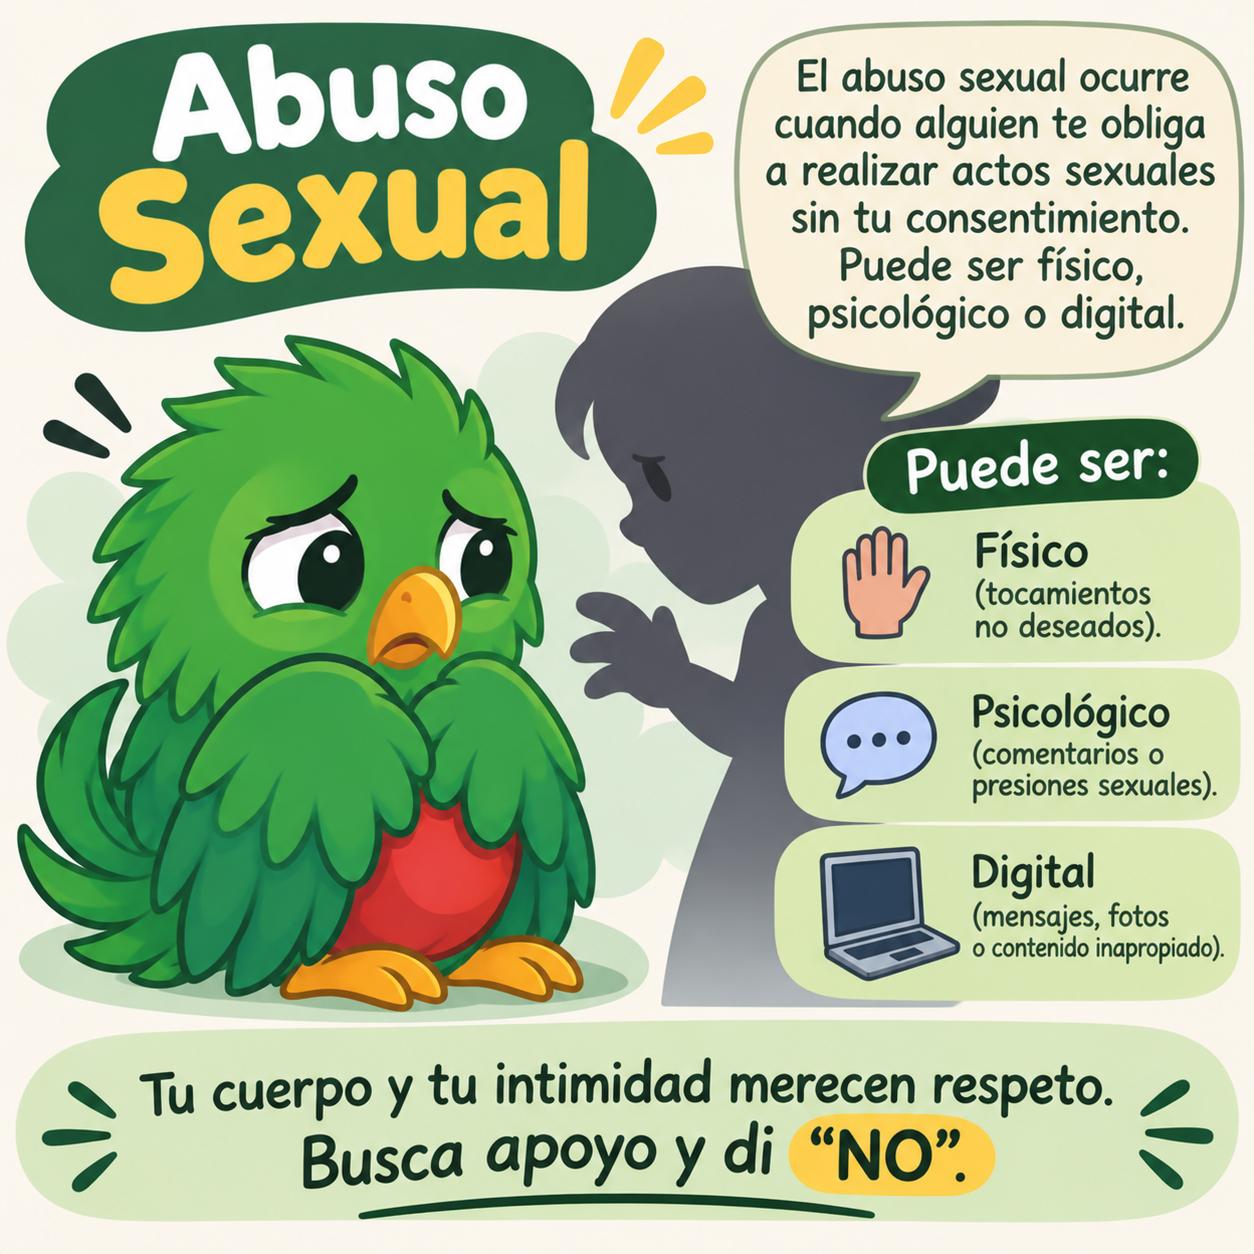 Abuso
Sexual
El abuso sexual ocurre
cuando alguien te obliga
a realizar actos sexuales
sin tu consentimiento.
Puede ser físico,
psicológico o digital.
Puede ser:
Físico
(tocamientos
no deseados).
Psicológico
(comentarios o
presiones sexuales).
Digital
(mensajes, fotos
o contenido inapropiado).
Tu cuerpo y tu intimidad merecen respeto.
Busca apoyo y di “NO”.